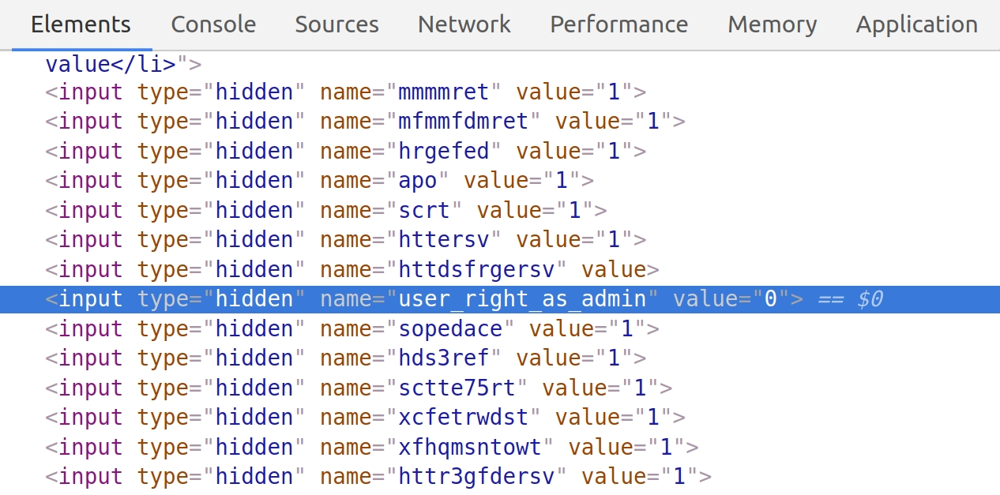 Elements Console Sources Network Performance Memory Application
value</li>">
<input type="hidden" name="mmmmret" value="1">
<input type="hidden" name="mfmmfdmret" value="1">
<input type="hidden" name="hrgefed" value="1">
<input type="hidden" name="apo" value="1">
<input type="hidden" name="scrt" value="1">
<input type="hidden" name="httersv" value="1">
<input type="hidden" name="httdsfrgersv" value>
<input type="hidden" name="user_right_as_admin" value="0"> == $0
<input type="hidden" name="sopedace" value="1">
<input type="hidden" name="hds3ref" value="1">
<input type="hidden" name="sctte75rt" value="1">
<input type="hidden" name="xcfetrwdst" value="1">
<input type="hidden" name="xfhqmsntowt" value="1">
<input type="hidden" name="httr3gfdersv" value="1">